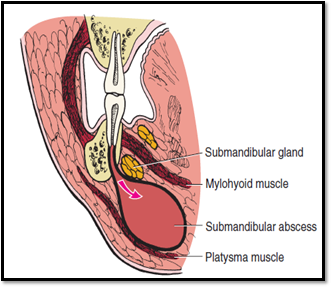 Submandibular gland
Mylohyoid muscle
Submandibular abscess
Platysma muscle